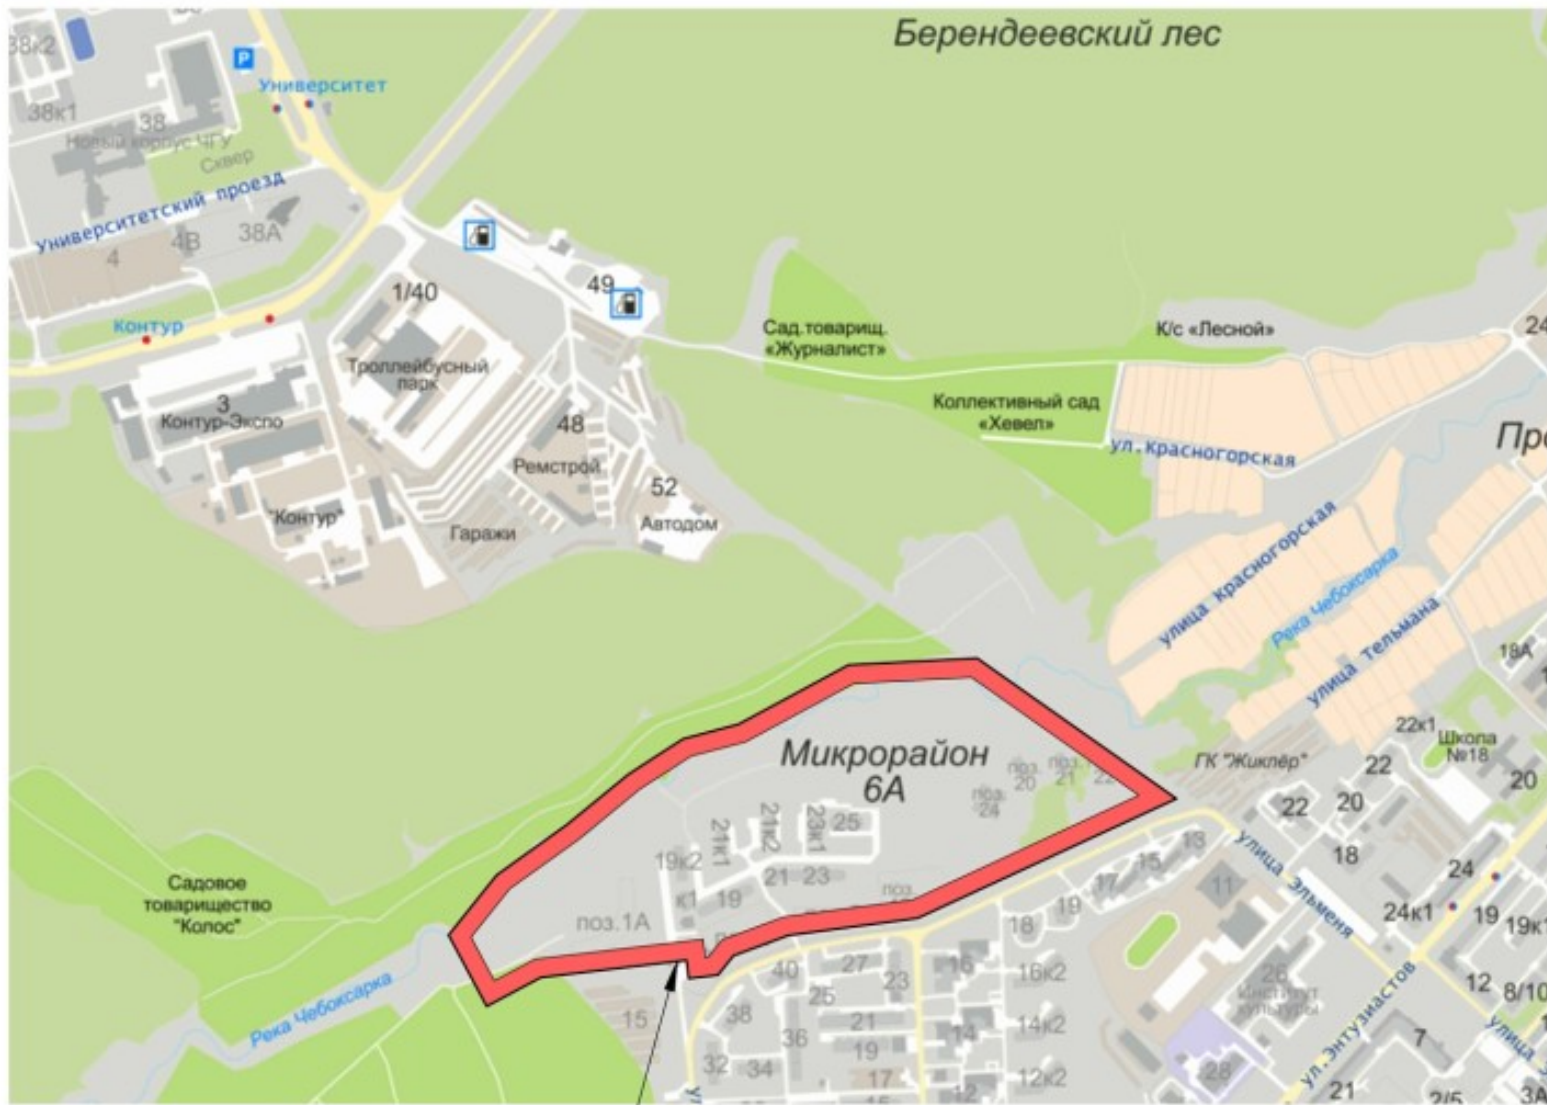 Берендеевский лес
38к2
P
Университет
38к1
38
Новый корпус ЧГУ
Сквер
Университетский проезд
4
4В
38А
49
1/40
Контур
Сад.товарищ.
«Журналист»
К/с «Лесной»
24
Троллейбусный
парк
3
Контур-Экспо
48
Коллективный сад
«Хевел»
ул.Красногорская
Ремстрой
52
"Контур"
Гаражи
Автодом
улица Красногорская
Река Чебоксарка
улица Тельмана
18А
22к1
Школа
№18
Микрорайон
6А
ГК "Жиклёр"
22
20
поз.
20
поз.
21
22
поз.
24
22
20
18
21к1
21к2
23к1
25
19к2
21
23
к1
19
поз.
13
15
17
11
улица Эльменя
24
24к1
19
19к1
Садовое
товарищество
"Колос"
поз.1А
18
19
Река Чебоксарка
15
40
27
23
25
38
36
21
19
32
34
17
16
16к2
14
14к2
12
12к2
26
Институт
культуры
28
ул.Энтузиастов
12
8/10
7
улица
21
2/5
3А